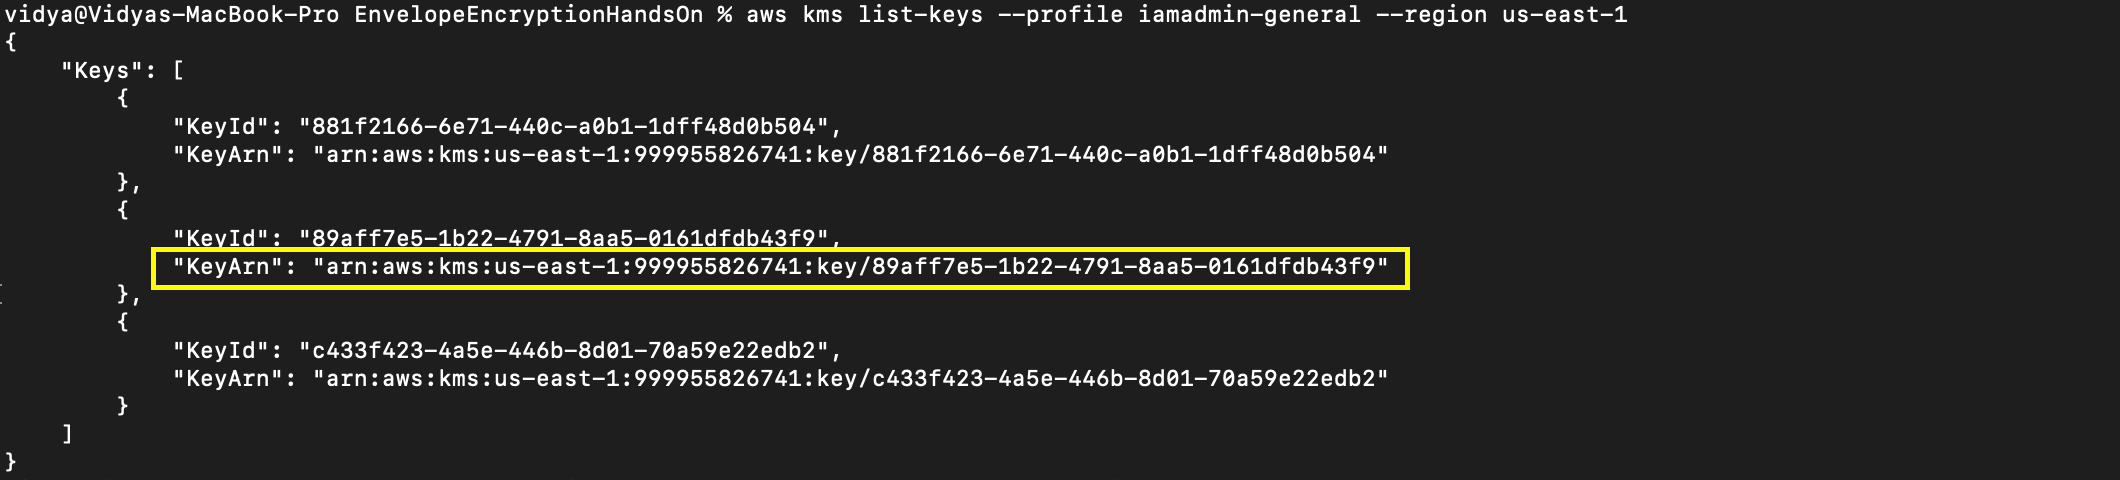 vidya@Vidyas-MacBook-Pro EnvelopeEncryptionHandsOn % aws kms list-keys --profile iamadmin-general --region us-east-1
{
    "Keys": [
        {
            "KeyId": "881f2166-6e71-440c-a0b1-1dff48d0b504",
            "KeyArn": "arn:aws:kms:us-east-1:999955826741:key/881f2166-6e71-440c-a0b1-1dff48d0b504"
        },
        {
            "KeyId": "89aff7e5-1b22-4791-8aa5-0161dfdb43f9",
            "KeyArn": "arn:aws:kms:us-east-1:999955826741:key/89aff7e5-1b22-4791-8aa5-0161dfdb43f9"
        },
        {
            "KeyId": "c433f423-4a5e-446b-8d01-70a59e22edb2",
            "KeyArn": "arn:aws:kms:us-east-1:999955826741:key/c433f423-4a5e-446b-8d01-70a59e22edb2"
        }
    ]
}